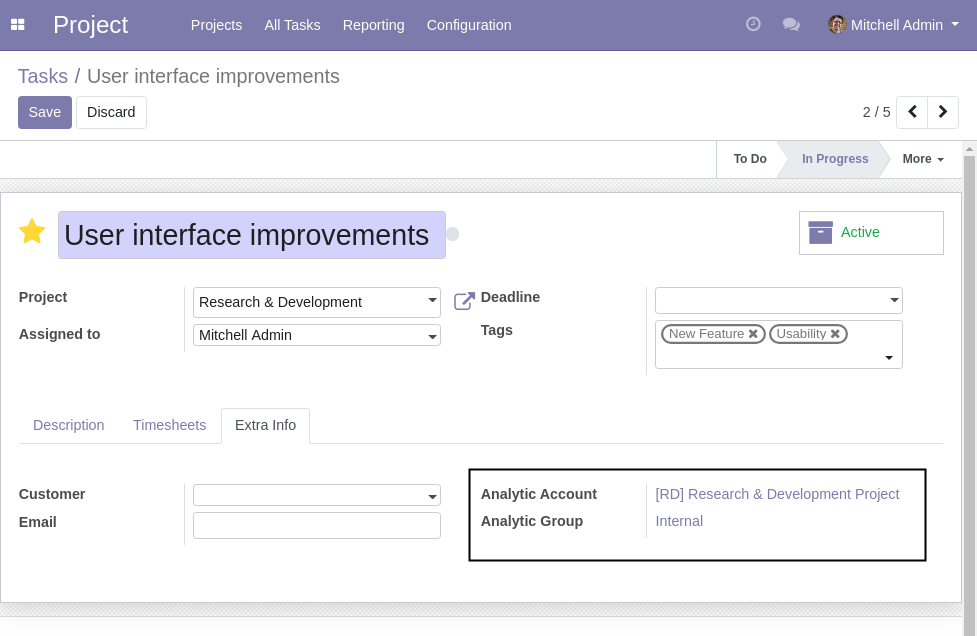 Project Projects All Tasks Reporting Configuration Mitchell Admin
Tasks / User interface improvements
Save Discard 2 / 5
To Do In Progress More
User interface improvements Active
Project Research & Development Deadline
Assigned to Mitchell Admin Tags New Feature Usability
Description Timesheets Extra Info
Customer Analytic Account [RD] Research & Development Project
Email Analytic Group Internal